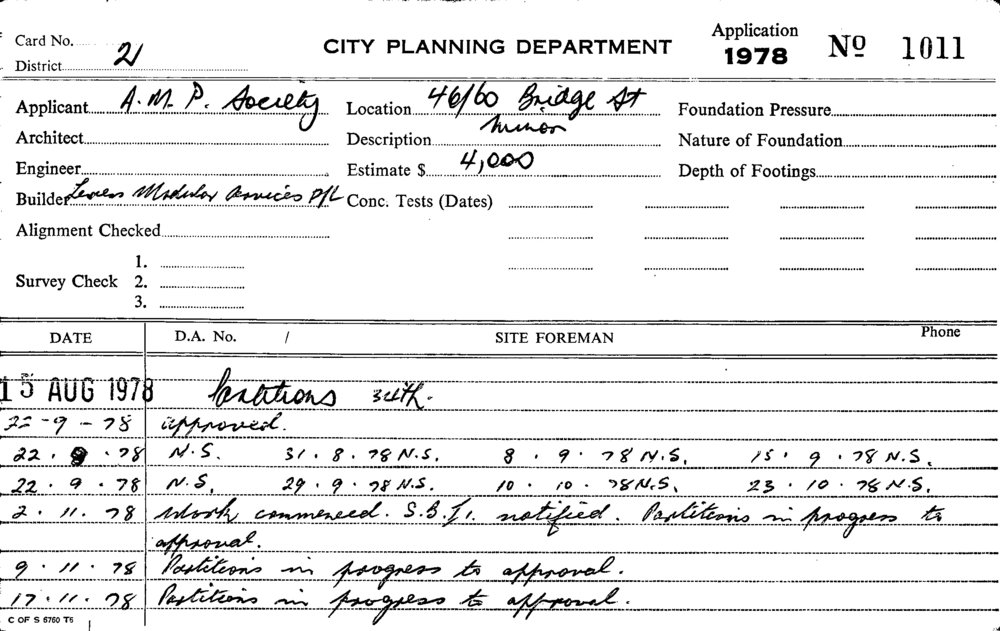 Card No. CITY PLANNING DEPARTMENT Application 1978 Nº 1011
District 21
Applicant A.M.P. Society Location 46/60 Bridge St Foundation Pressure
Architect Description Minor Nature of Foundation
Engineer Estimate $ 4,000 Depth of Footings
Builder Modular Services P/L Conc. Tests (Dates)
Alignment Checked
1.
Survey Check 2.
3.
DATE D.A. No. / SITE FOREMAN Phone
15 AUG 1978 Partitions 34th.
22-9-78 approved.
22.8.78 N.S. 31.8.78 N.S. 8.9.78 N.S. 15.9.78 N.S.
22.9.78 N.S. 29.9.78 N.S. 10.10.78 N.S. 23.10.78 N.S.
2.11.78 Work commenced. S.B.I. notified. Partitions in progress to
approval.
9.11.78 Partitions in progress to approval.
17.11.78 Partitions in progress to approval.
C OF S 6760 T6